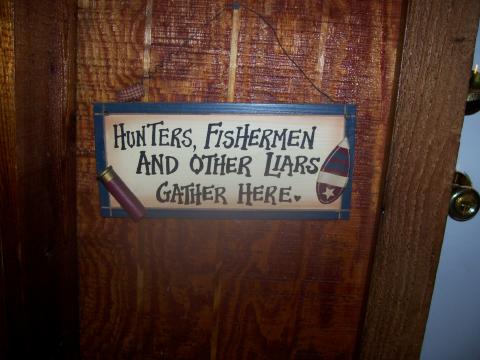 Hunters, Fishermen
and Other Liars
Gather Here.